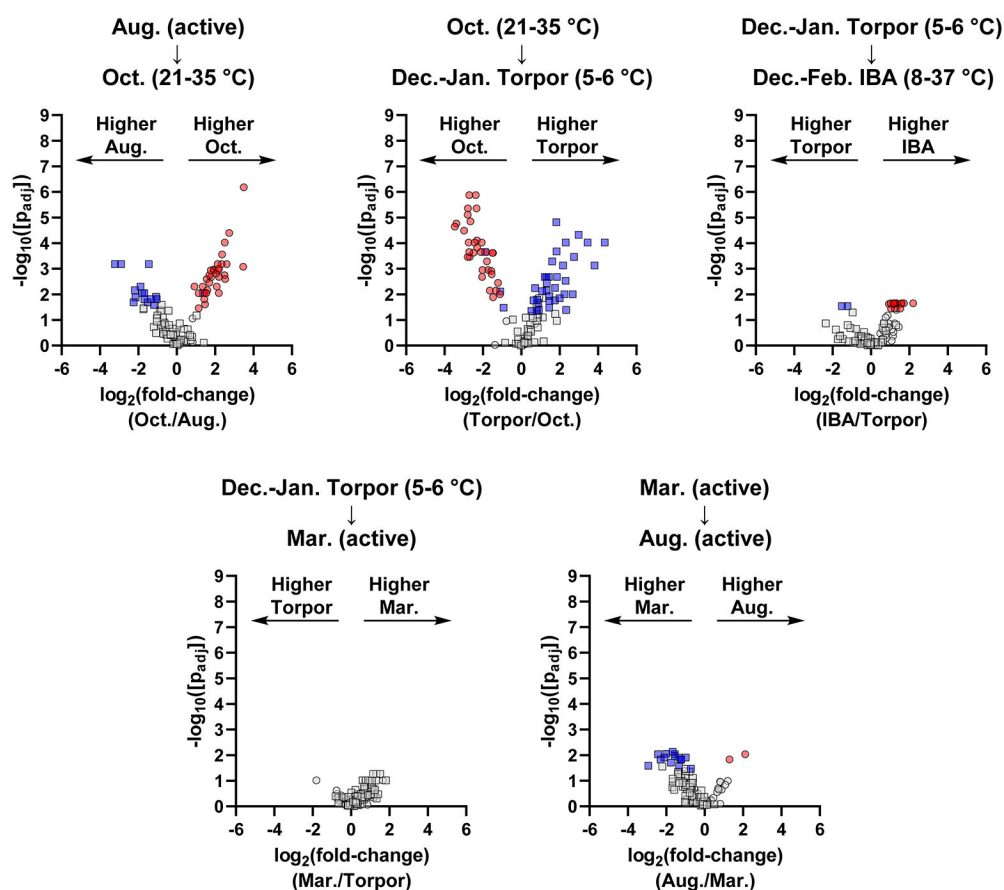 Aug. (active)
↓
Oct. (21-35 °C)
Higher Aug.
Higher Oct.
-log10([padj])
9
8
7
6
5
4
3
2
1
0
-6 -4 -2 0 2 4 6
log2(fold-change)
(Oct./Aug.)
Oct. (21-35 °C)
↓
Dec.-Jan. Torpor (5-6 °C)
Higher Oct.
Higher Torpor
-log10([padj])
9
8
7
6
5
4
3
2
1
0
-6 -4 -2 0 2 4 6
log2(fold-change)
(Torpor/Oct.)
Dec.-Jan. Torpor (5-6 °C)
↓
Dec.-Feb. IBA (8-37 °C)
Higher Torpor
Higher IBA
-log10([padj])
9
8
7
6
5
4
3
2
1
0
-6 -4 -2 0 2 4 6
log2(fold-change)
(IBA/Torpor)
Dec.-Jan. Torpor (5-6 °C)
↓
Mar. (active)
Higher Torpor
Higher Mar.
-log10([padj])
9
8
7
6
5
4
3
2
1
0
-6 -4 -2 0 2 4 6
log2(fold-change)
(Mar./Torpor)
Mar. (active)
↓
Aug. (active)
Higher Mar.
Higher Aug.
-log10([padj])
9
8
7
6
5
4
3
2
1
0
-6 -4 -2 0 2 4 6
log2(fold-change)
(Aug./Mar.)